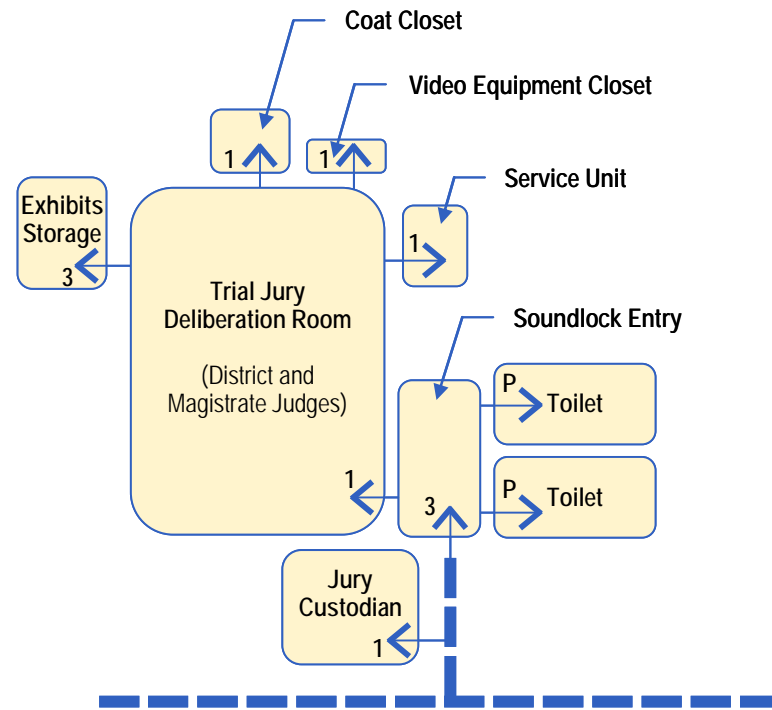 Coat Closet
Video Equipment Closet
1
1
Service Unit
Exhibits
Storage
3
1
Trial Jury
Deliberation Room
(District and
Magistrate Judges)
Soundlock Entry
P
Toilet
1
3
P
Toilet
Jury
Custodian
1